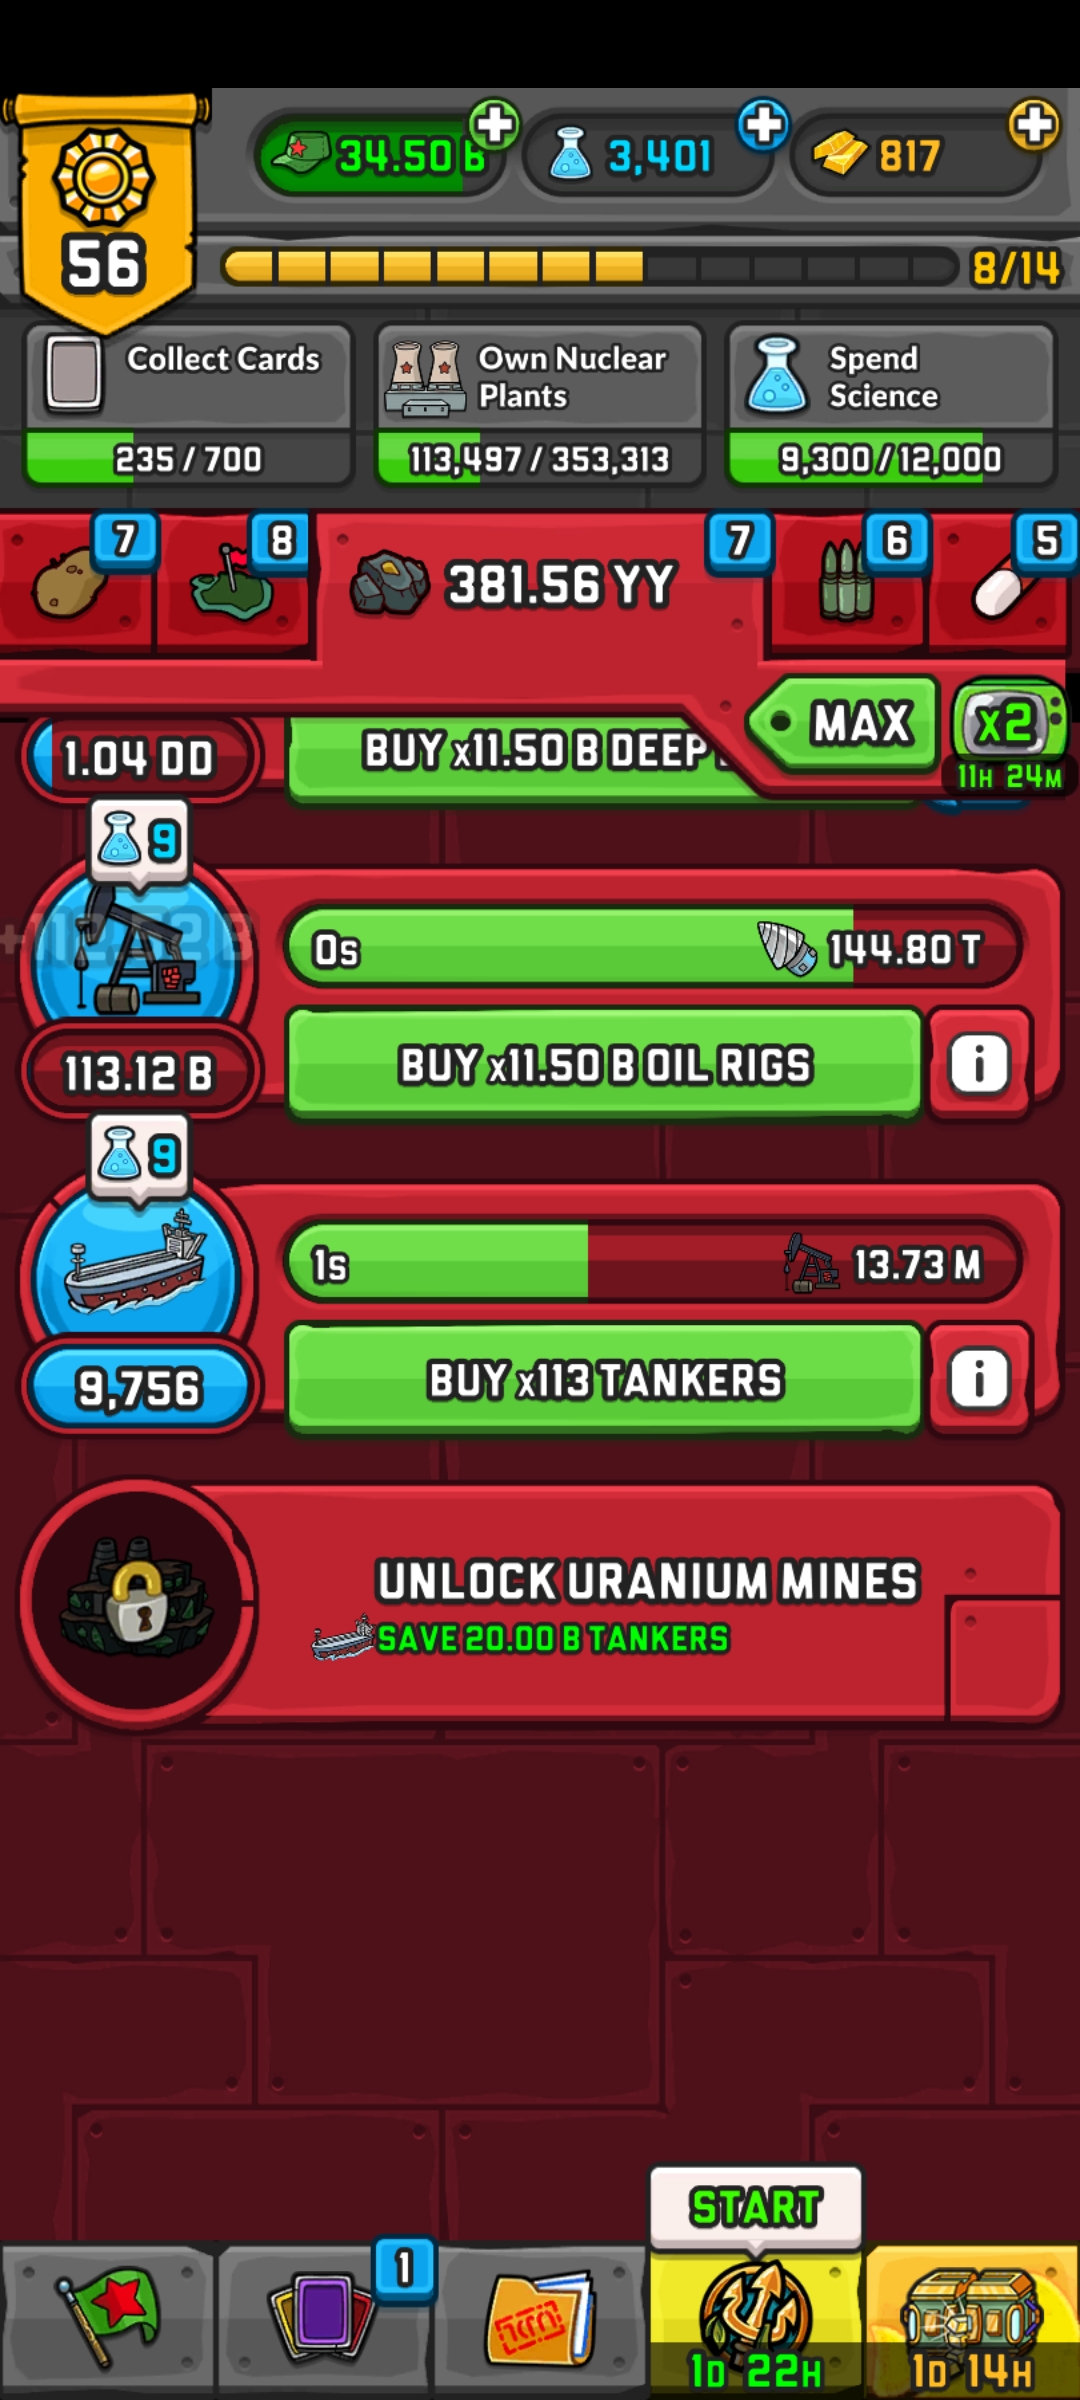 34.50 B
3,401
817
56
8/14
Collect Cards
235 / 700
Own Nuclear
Plants
113,497 / 353,313
Spend
Science
9,300 / 12,000
7
8
381.56 YY
7
6
5
MAX
x2
11H 24M
1.04 DD
BUY x11.50 B DEEP
9
+112.52 B
0s
144.80 T
113.12 B
BUY x11.50 B OIL RIGS
i
9
1s
13.73 M
9,756
BUY x113 TANKERS
i
UNLOCK URANIUM MINES
SAVE 20.00 B TANKERS
START
1
1D 22H
1D 14H